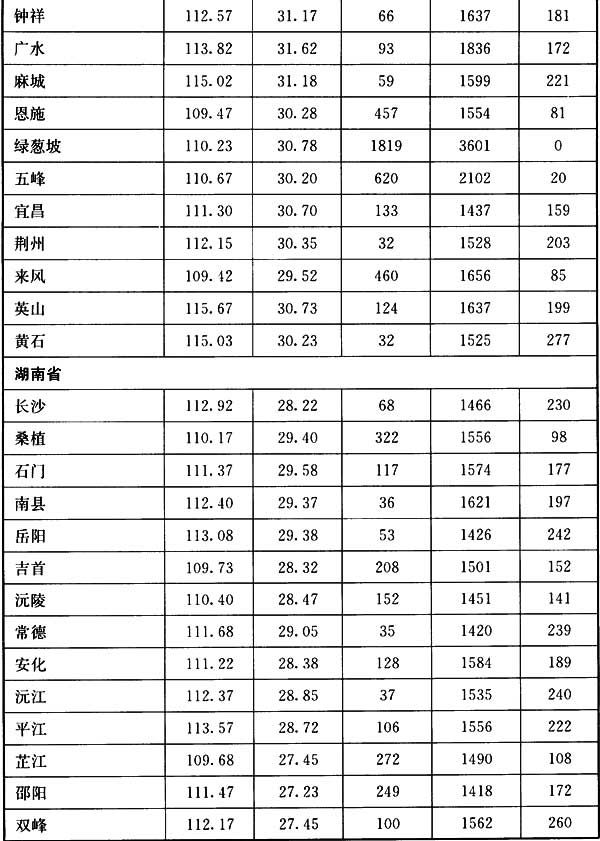 钟祥 112.57 31.17 66 1637 181
广水 113.82 31.62 93 1836 172
麻城 115.02 31.18 59 1599 221
恩施 109.47 30.28 457 1554 81
绿葱坡 110.23 30.78 1819 3601 0
五峰 110.67 30.20 620 2102 20
宜昌 111.30 30.70 133 1437 159
荆州 112.15 30.35 32 1528 203
来风 109.42 29.52 460 1656 85
英山 115.67 30.73 124 1637 199
黄石 115.03 30.23 32 1525 277
湖南省
长沙 112.92 28.22 68 1466 230
桑植 110.17 29.40 322 1556 98
石门 111.37 29.58 117 1574 177
南县 112.40 29.37 36 1621 197
岳阳 113.08 29.38 53 1426 242
吉首 109.73 28.32 208 1501 152
沅陵 110.40 28.47 152 1451 141
常德 111.68 29.05 35 1420 239
安化 111.22 28.38 128 1584 189
沅江 112.37 28.85 37 1535 240
平江 113.57 28.72 106 1556 222
芷江 109.68 27.45 272 1490 108
邵阳 111.47 27.23 249 1418 172
双峰 112.17 27.45 100 1562 260